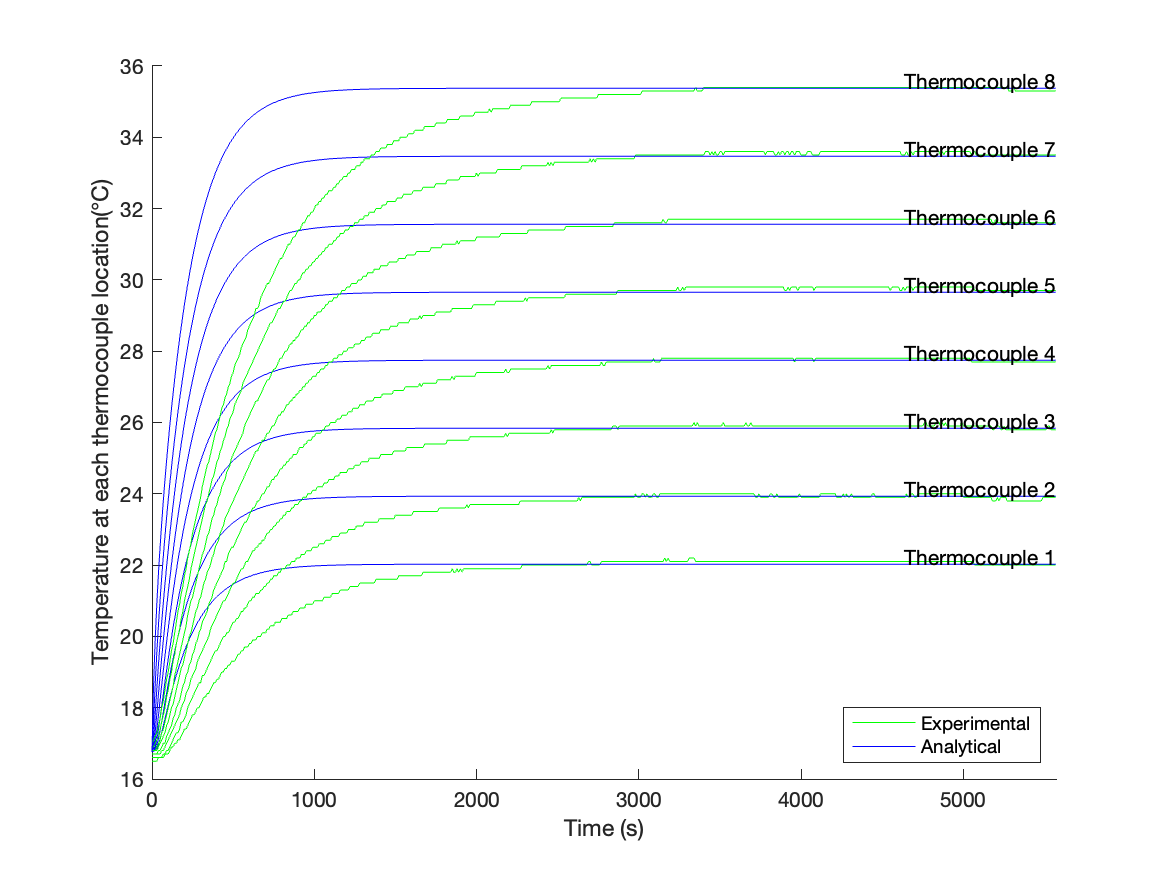 36
34
32
30
28
26
24
22
20
18
16
Temperature at each thermocouple location(°C)
Thermocouple 8
Thermocouple 7
Thermocouple 6
Thermocouple 5
Thermocouple 4
Thermocouple 3
Thermocouple 2
Thermocouple 1
Experimental
Analytical
0 1000 2000 3000 4000 5000
Time (s)